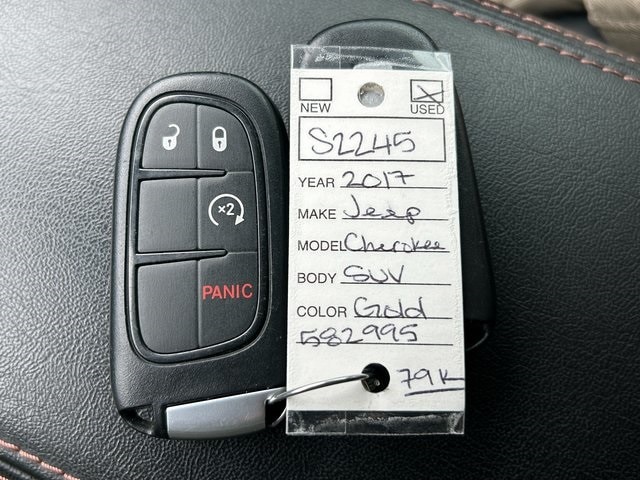 x2
PANIC
NEW USED
S2245
YEAR 2017
MAKE Jeep
MODEL Cherokee
BODY SUV
COLOR Gold
582995
79K